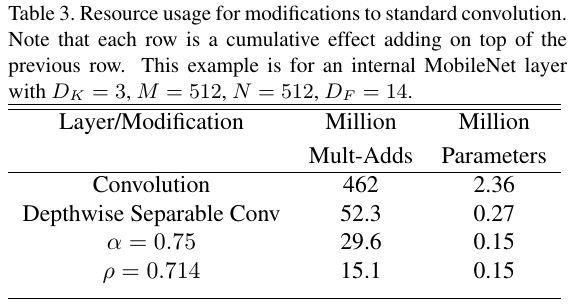 Table 3. Resource usage for modifications to standard convolution.
Note that each row is a cumulative effect adding on top of the
previous row. This example is for an internal MobileNet layer
with D_K = 3, M = 512, N = 512, D_F = 14.
Layer/Modification Million Million
Mult-Adds Parameters
Convolution 462 2.36
Depthwise Separable Conv 52.3 0.27
α = 0.75 29.6 0.15
ρ = 0.714 15.1 0.15